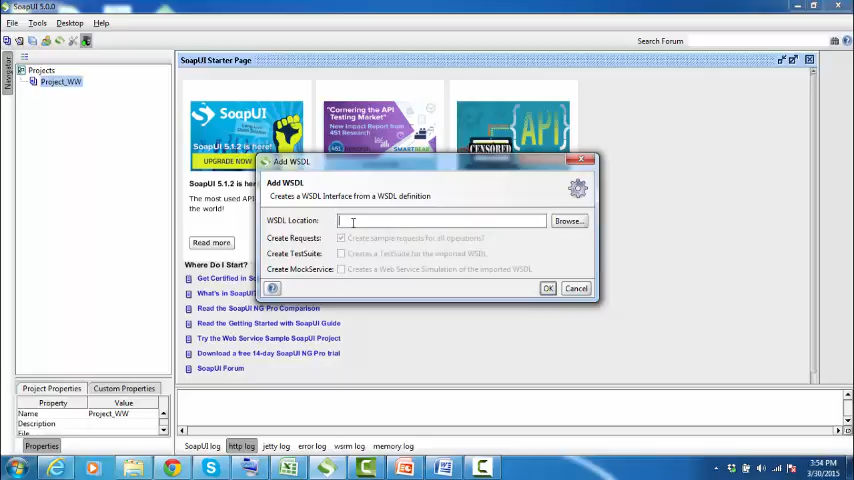 SoapUI 5.0.0
File Tools Desktop Help
Search Forum
Navigator
Projects
Project_WW
SoapUI Starter Page
SoapUI
SoapUI 5.1.2 is here!
UPGRADE NOW
"Cornering the API
Testing Market"
New Impact Report from
451 Research
SMARTBEAR
{API}
CENSORED
SoapUI 5.1.2 is
The most used API
the world!
Read more
Add WSDL
Add WSDL
Creates a WSDL Interface from a WSDL definition
WSDL Location:
Browse...
Create Requests: Create sample requests for all operations?
Create TestSuite: Creates a TestSuite for the imported WSDL
Create MockService: Creates a Web Service Simulation of the imported WSDL
OK Cancel
Where Do I Start?
Get Certified in S
What's in SoapUI
Read the SoapUI NG Pro Comparison
Read the Getting Started with SoapUI Guide
Try the Web Service Sample SoapUI Project
Download a free 14-day SoapUI NG Pro trial
SoapUI Forum
Project Properties Custom Properties
Property Value
Name Project_WW
Description
File
Properties
SoapUI log http log jetty log error log wsrm log memory log
3:54 PM
3/30/2015